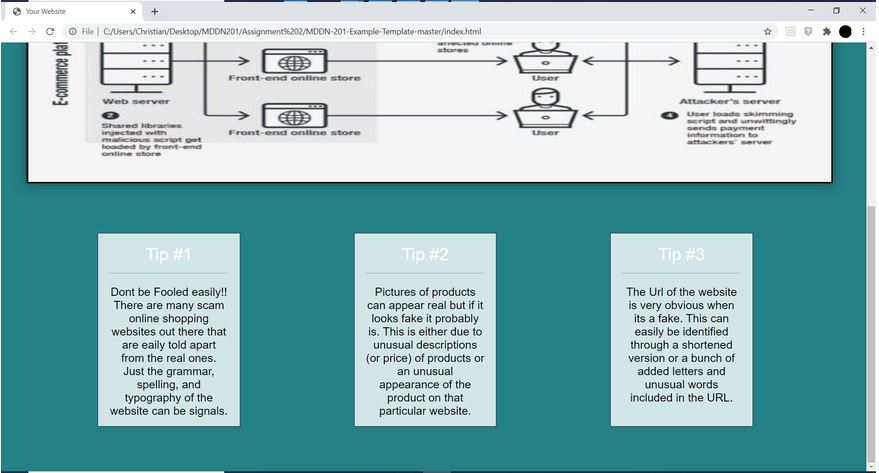 Your Website
File | C:/Users/Christian/Desktop/MDDN201/Assignment%202/MDDN-201-Example-Template-master/index.html
E-commerce
stores
Front-end online store
User
Web server
Attacker's server
2
Shared libraries
injected with
malicious script get
loaded by front-end
online store
Front-end online store
User
4
User loads skimming
script and unwittingly
sends payment
information to
attackers' server
Tip #1
Dont be Fooled easily!!
There are many scam
online shopping
websites out there that
are eaily told apart
from the real ones.
Just the grammar,
spelling, and
typography of the
website can be signals.
Tip #2
Pictures of products
can appear real but if it
looks fake it probably
is. This is either due to
unusual descriptions
(or price) of products or
an unusual
appearance of the
product on that
particular website.
Tip #3
The Url of the website
is very obvious when
its a fake. This can
easily be identified
through a shortened
version or a bunch of
added letters and
unusual words
included in the URL.